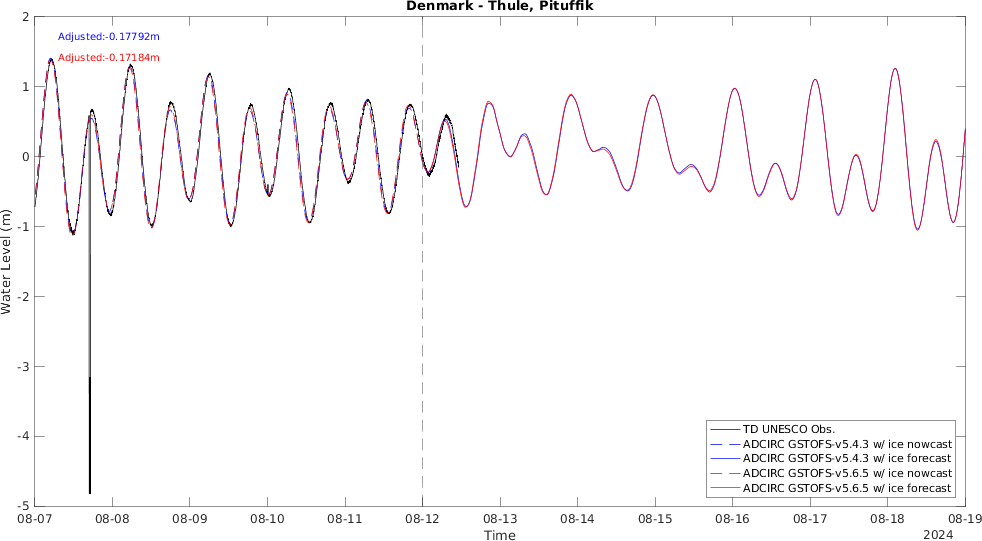 Denmark - Thule, Pituffik
Adjusted:-0.17792m
Adjusted:-0.17184m
Water Level (m)
2
1
0
-1
-2
-3
-4
-5
TD UNESCO Obs.
ADCIRC GSTOFS-v5.4.3 w/ ice nowcast
ADCIRC GSTOFS-v5.4.3 w/ ice forecast
ADCIRC GSTOFS-v5.6.5 w/ ice nowcast
ADCIRC GSTOFS-v5.6.5 w/ ice forecast
08-07 08-08 08-09 08-10 08-11 08-12 08-13 08-14 08-15 08-16 08-17 08-18 08-19
Time
2024